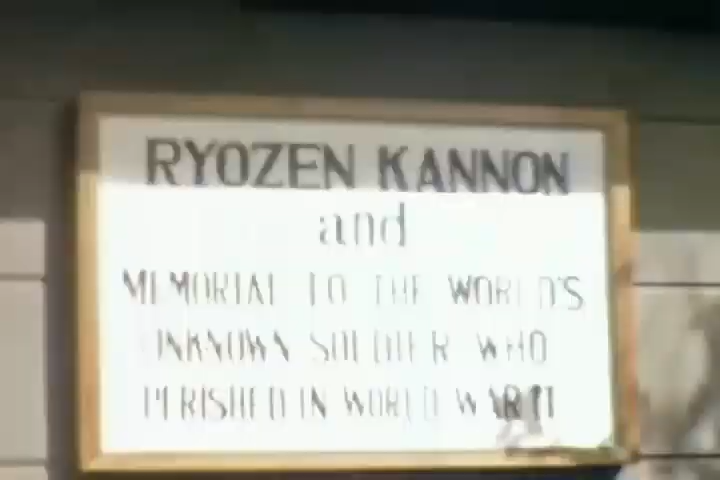 RYOZEN KANNON
and
MEMORIAL TO THE WORLD'S
UNKNOWN SOLDIER WHO
PERISHED IN WORLD WAR II